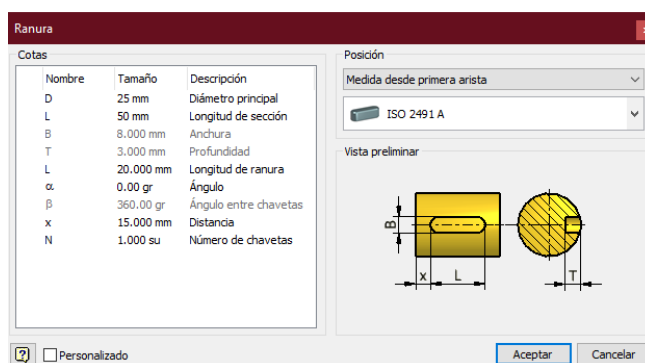 Ranura
Cotas
Nombre Tamaño Descripción
D 25 mm Diámetro principal
L 50 mm Longitud de sección
B 8.000 mm Anchura
T 3.000 mm Profundidad
L 20.000 mm Longitud de ranura
α 0.00 gr Ángulo
β 360.00 gr Ángulo entre chavetas
x 15.000 mm Distancia
N 1.000 su Número de chavetas
Posición
Medida desde primera arista
ISO 2491 A
Vista preliminar
B
x L T
? Personalizado
Aceptar Cancelar